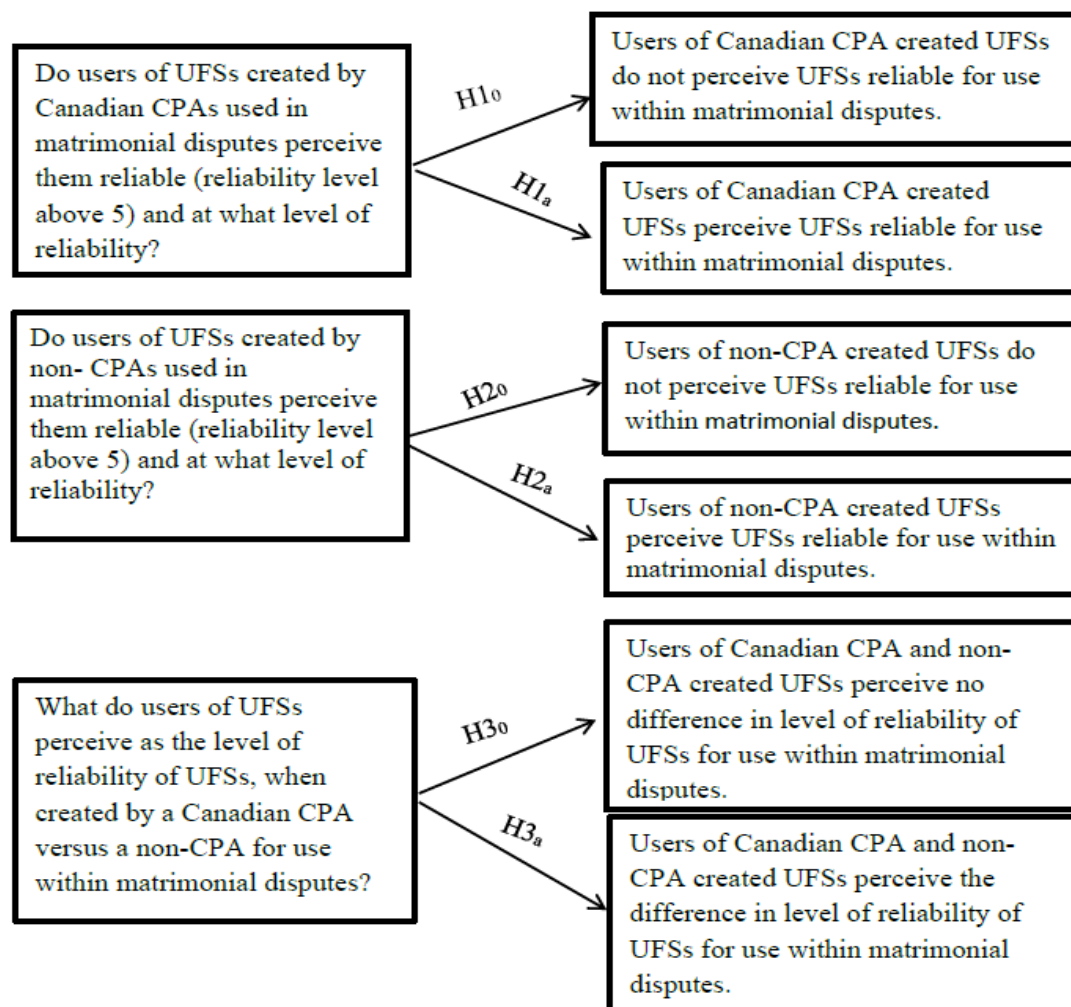 Do users of UFSs created by
Canadian CPAs used in
matrimonial disputes perceive
them reliable (reliability level
above 5) and at what level of
reliability?
H1₀
Users of Canadian CPA created UFSs
do not perceive UFSs reliable for use
within matrimonial disputes.
H1ₐ
Users of Canadian CPA created
UFSs perceive UFSs reliable for use
within matrimonial disputes.
Do users of UFSs created by
non- CPAs used in
matrimonial disputes perceive
them reliable (reliability level
above 5) and at what level of
reliability?
H2₀
Users of non-CPA created UFSs do
not perceive UFSs reliable for use
within matrimonial disputes.
H2ₐ
Users of non-CPA created UFSs
perceive UFSs reliable for use within
matrimonial disputes.
What do users of UFSs
perceive as the level of
reliability of UFSs, when
created by a Canadian CPA
versus a non-CPA for use
within matrimonial disputes?
H3₀
Users of Canadian CPA and non-
CPA created UFSs perceive no
difference in level of reliability of
UFSs for use within matrimonial
disputes.
H3ₐ
Users of Canadian CPA and non-
CPA created UFSs perceive the
difference in level of reliability of
UFSs for use within matrimonial
disputes.